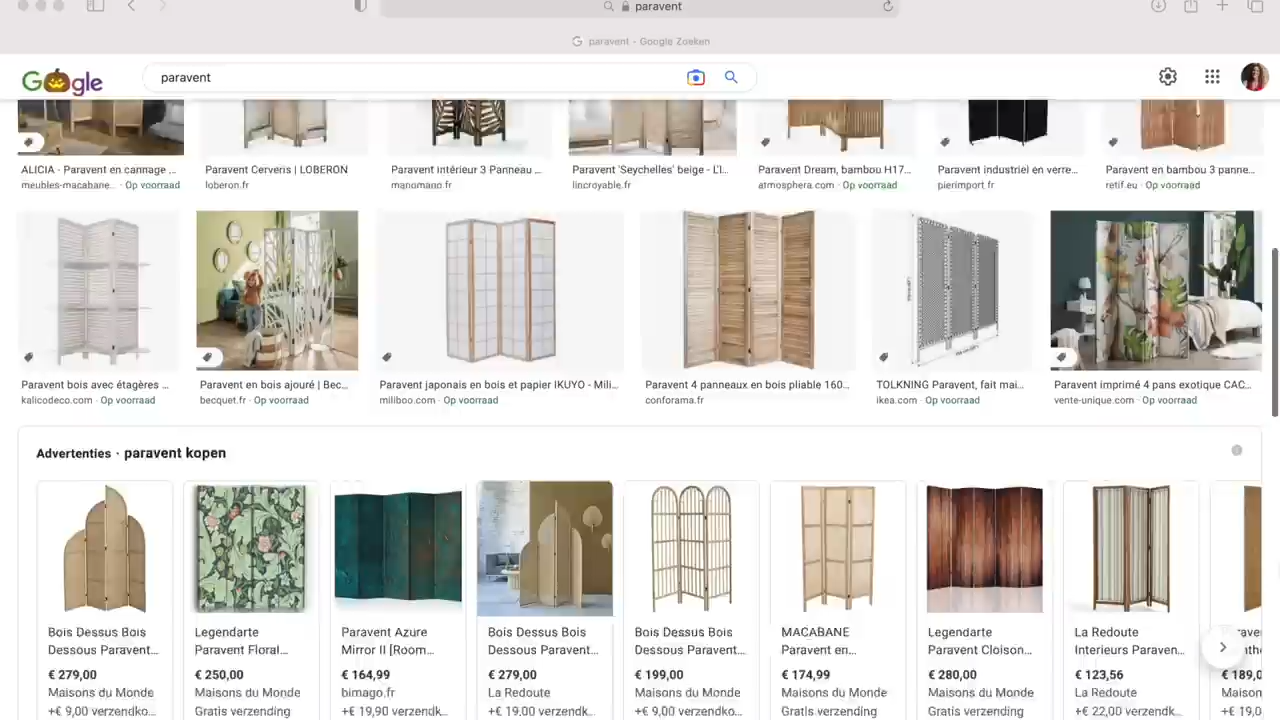 paravent
paravent - Google Zoeken
Google
paravent
ALICIA - Paravent en cannage ...
meubles-macabane... · Op voorraad
Paravent Cerveris | LOBERON
loberon.fr
Paravent Intérieur 3 Panneau ...
manomano.fr
Paravent 'Seychelles' beige - L'I...
lincroyable.fr
Paravent Dream, bambou H17...
atmosphera.com · Op voorraad
Paravent industriel en verre...
pierimport.fr
Paravent en bambou 3 panne...
retif.eu · Op voorraad
Paravent bois avec étagères ...
kalicodeco.com · Op voorraad
Paravent en bois ajouré | Bec...
becquet.fr · Op voorraad
Paravent japonais en bois et papier IKUYO - Mili...
miliboo.com · Op voorraad
Paravent 4 panneaux en bois pliable 160...
conforama.fr
TOLKNING Paravent, fait mai...
ikea.com · Op voorraad
Paravent imprimé 4 pans exotique CAC...
vente-unique.com · Op voorraad
Advertenties · paravent kopen
Bois Dessus Bois
Dessous Paravent...
€ 279,00
Maisons du Monde
+€ 9,00 verzendko...
Legendarte
Paravent Floral...
€ 250,00
Maisons du Monde
Gratis verzending
Paravent Azure
Mirror II [Room...
€ 164,99
bimago.fr
+€ 19,90 verzendk...
Bois Dessus Bois
Dessous Paravent...
€ 279,00
La Redoute
+€ 19,00 verzendk...
Bois Dessus Bois
Dessous Paravent...
€ 199,00
Maisons du Monde
+€ 9,00 verzendko...
MACABANE
Paravent en...
€ 174,99
Maisons du Monde
Gratis verzending
Legendarte
Paravent Cloison...
€ 280,00
Maisons du Monde
Gratis verzending
La Redoute
Interieurs Paraven...
€ 123,56
La Redoute
+€ 22,00 verzendk...
€ 189,0
Maisons
+€ 19,0